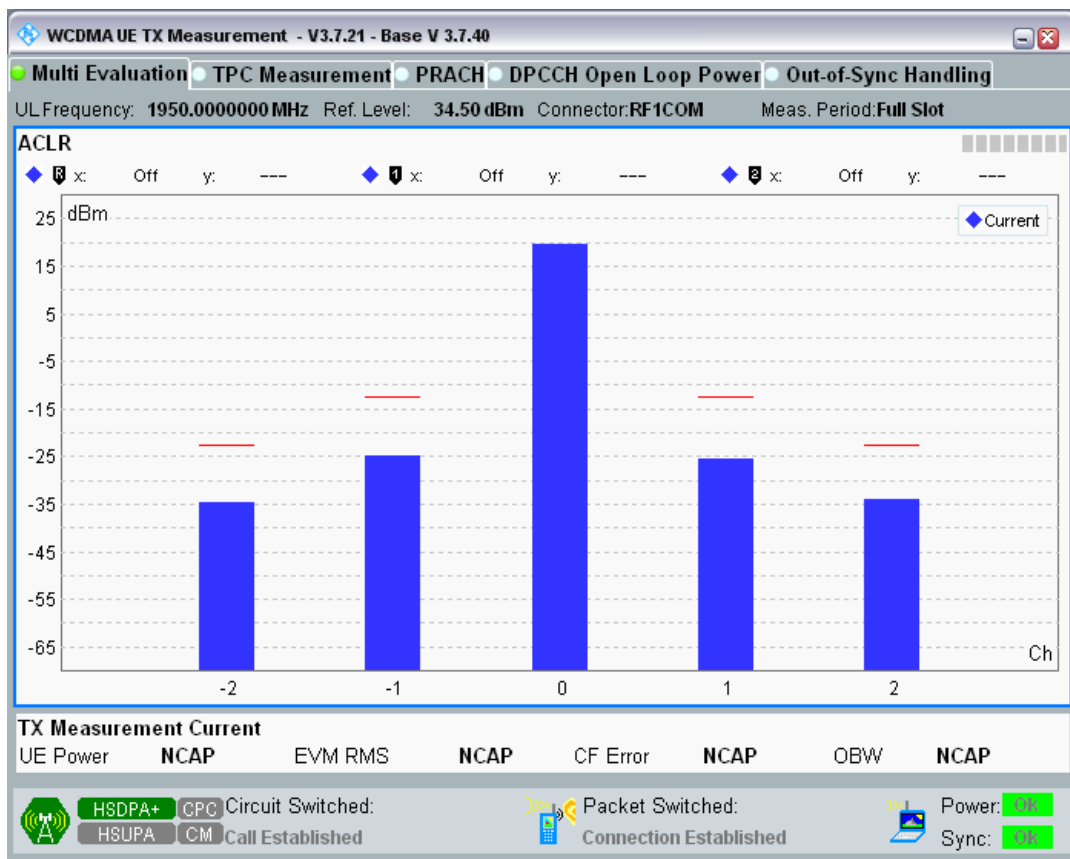 WCDMA UE TX Measurement - V3.7.21 - Base V 3.7.40
Multi Evaluation TPC Measurement PRACH DPCCH Open Loop Power Out-of-Sync Handling
UL Frequency: 1950.0000000 MHz Ref. Level: 34.50 dBm Connector:RF1COM Meas. Period:Full Slot
ACLR
R x: Off y: --- 1 x: Off y: --- 2 x: Off y: ---
dBm
Current
25
15
5
-5
-15
-25
-35
-45
-55
-65
Ch
-2 -1 0 1 2
TX Measurement Current
UE Power NCAP EVM RMS NCAP CF Error NCAP OBW NCAP
HSDPA+ CPC Circuit Switched: Packet Switched: Power: OK
HSUPA CM Call Established Connection Established Sync: OK